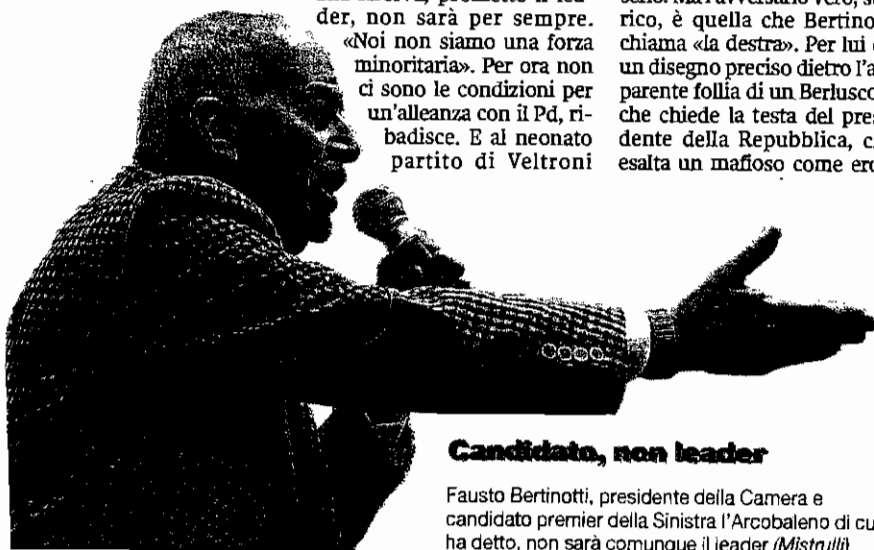 der, non sarà per sempre.
«Noi non siamo una forza
minoritaria». Per ora non
ci sono le condizioni per
un'alleanza con il Pd, ri-
badisce. E al neonato
partito di Veltroni
rico, è quella che Bertino
chiama «la destra». Per lui
un disegno preciso dietro l'a
parente follia di un Berlusco
che chiede la testa del pres
dente della Repubblica, c
esalta un mafioso come ero
Candidato, non leader
Fausto Bertinotti, presidente della Camera e
candidato premier della Sinistra l'Arcobaleno di cu
ha detto, non sarà comunque il leader (Mistrulli)